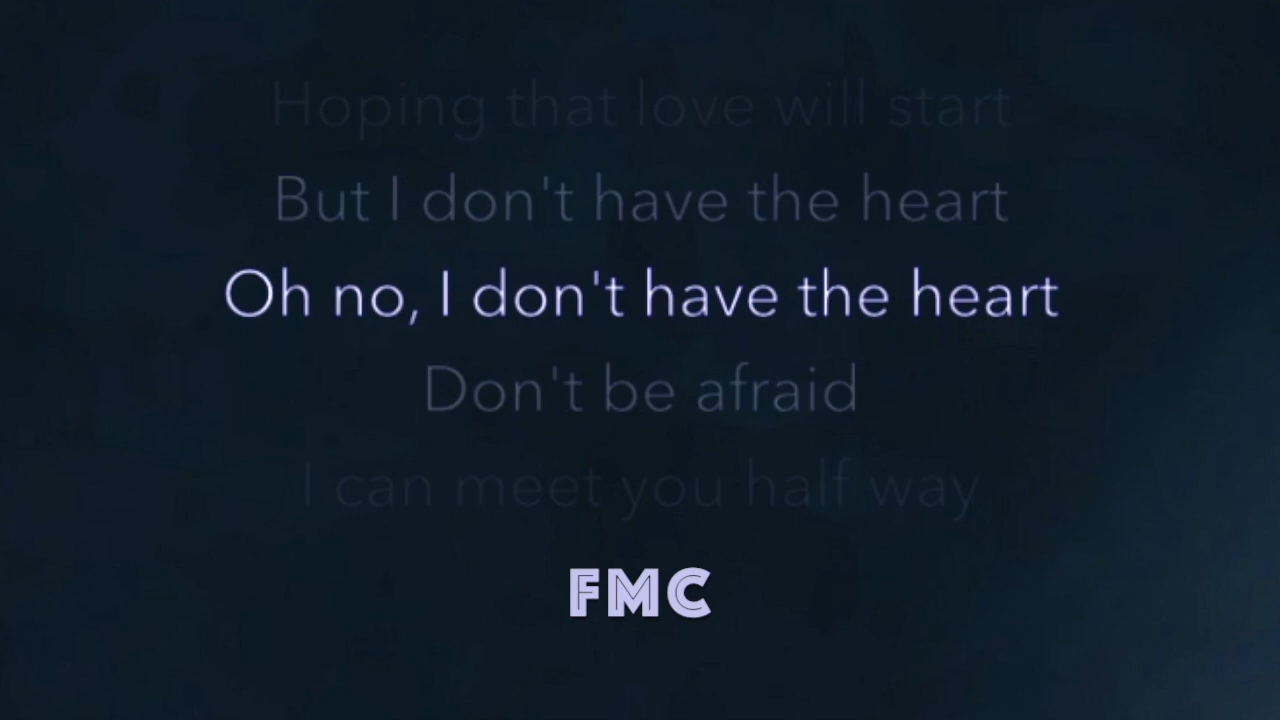 Hoping that love will start
But I don't have the heart
Oh no, I don't have the heart
Don't be afraid
I can meet you half way
FMC